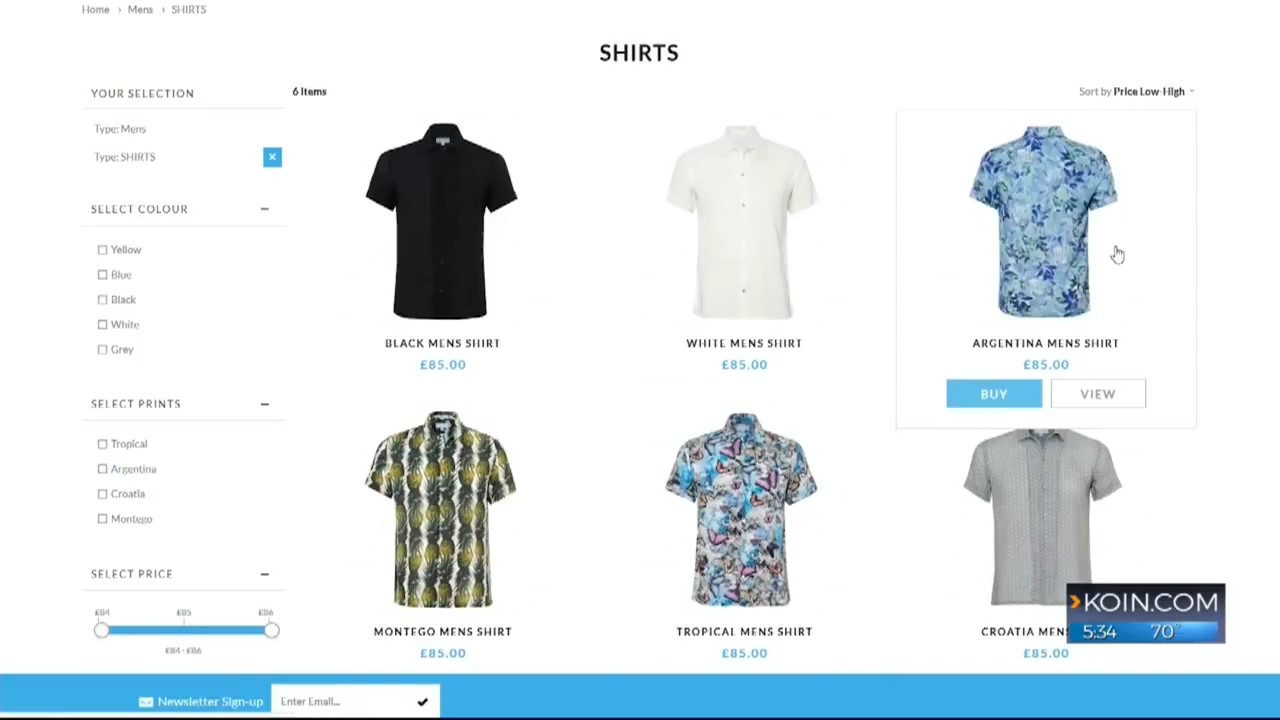 Home › Mens › SHIRTS
SHIRTS
YOUR SELECTION
6 Items
Sort by Price Low-High
Type: Mens
Type: SHIRTS
SELECT COLOUR
Yellow
Blue
Black
White
Grey
BLACK MENS SHIRT
£85.00
WHITE MENS SHIRT
£85.00
ARGENTINA MENS SHIRT
£85.00
BUY
VIEW
SELECT PRINTS
Tropical
Argentina
Croatia
Montego
SELECT PRICE
£84 £85 £86
£84 - £86
MONTEGO MENS SHIRT
£85.00
TROPICAL MENS SHIRT
£85.00
CROATIA MENS
£85.00
KOIN.COM
5:34 70°
Newsletter Sign-up
Enter Email...